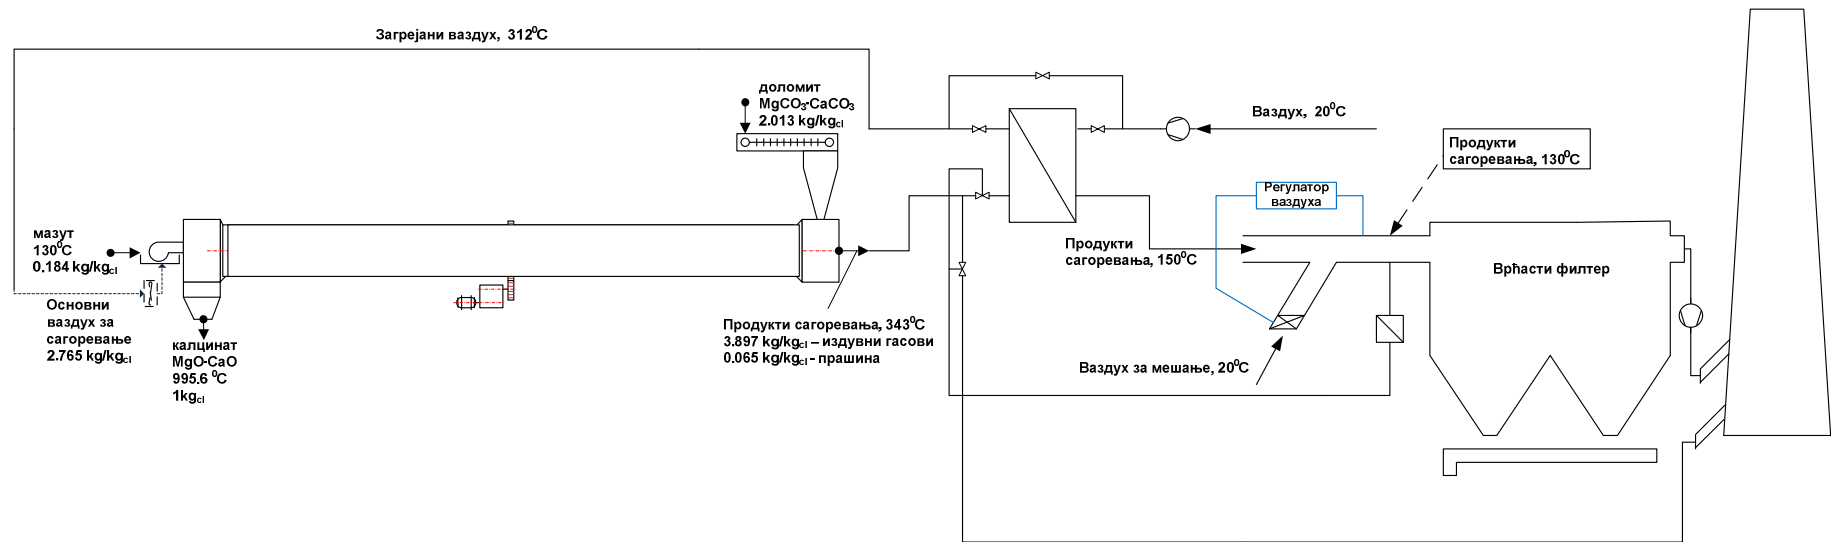 Загрејани ваздух, 312⁰C
доломит
MgCO₃-CaCO₃
2.013 kg/kg_cl
Ваздух, 20⁰C
Продукти
сагоревања, 130⁰C
Регулатор
ваздуха
мазут
130⁰C
0.184 kg/kg_cl
Продукти
сагоревања, 150⁰C
Врћасти филтер
Основни
ваздух за
сагоревање
2.765 kg/kg_cl
калцинат
MgO-CaO
995.6 ⁰C
1kg_cl
Продукти сагоревања, 343⁰C
3.897 kg/kg_cl – издувни гасови
0.065 kg/kg_cl - прашина
Ваздух за мешање, 20⁰C